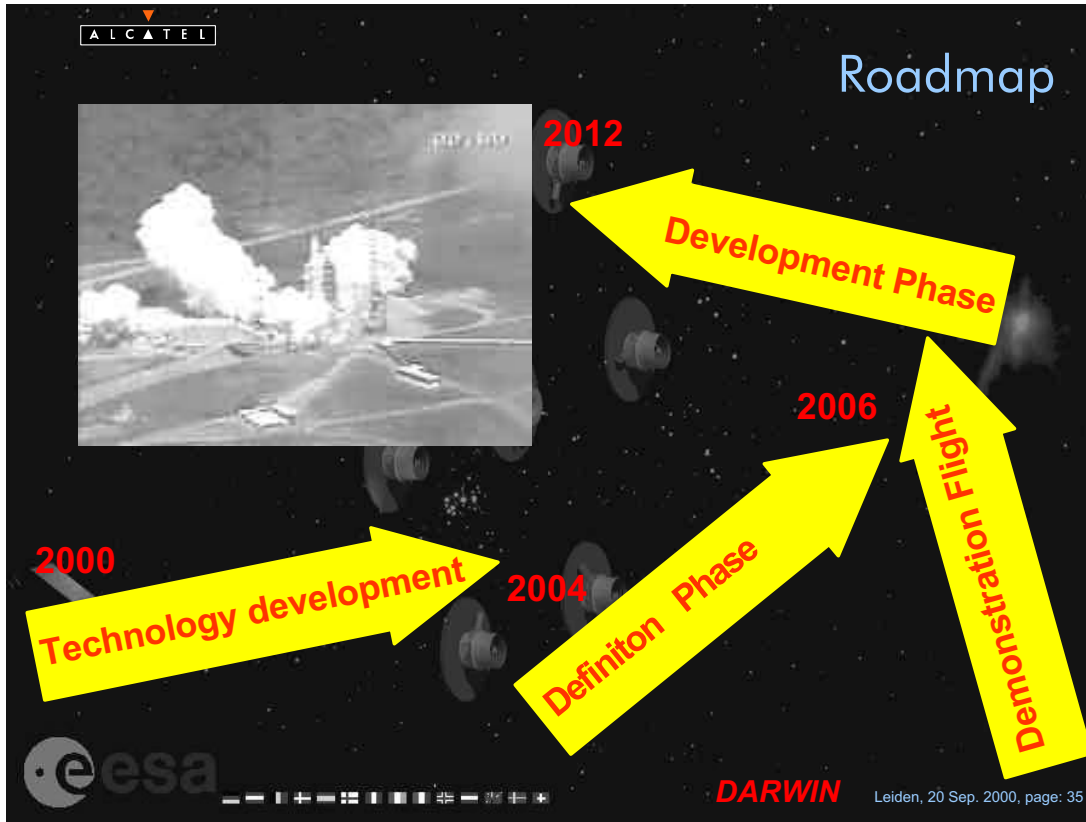 ALCATEL
Roadmap
2012
Development Phase
2006
Demonstration Flight
2000
Technology development
2004
Definiton Phase
esa
DARWIN
Leiden, 20 Sep. 2000, page: 35